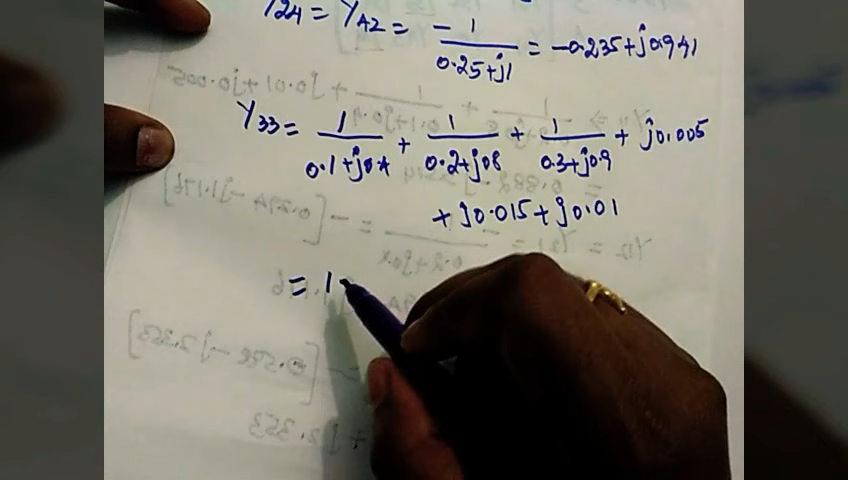 Y24 = YA2 = -1/(0.25+j1) = -0.235+j0.941
Y33 = 1/(0.1+j0.4) + 1/(0.2+j0.8) + 1/(0.3+j0.9) + j0.005
+ j0.015 + j0.01
= 1.